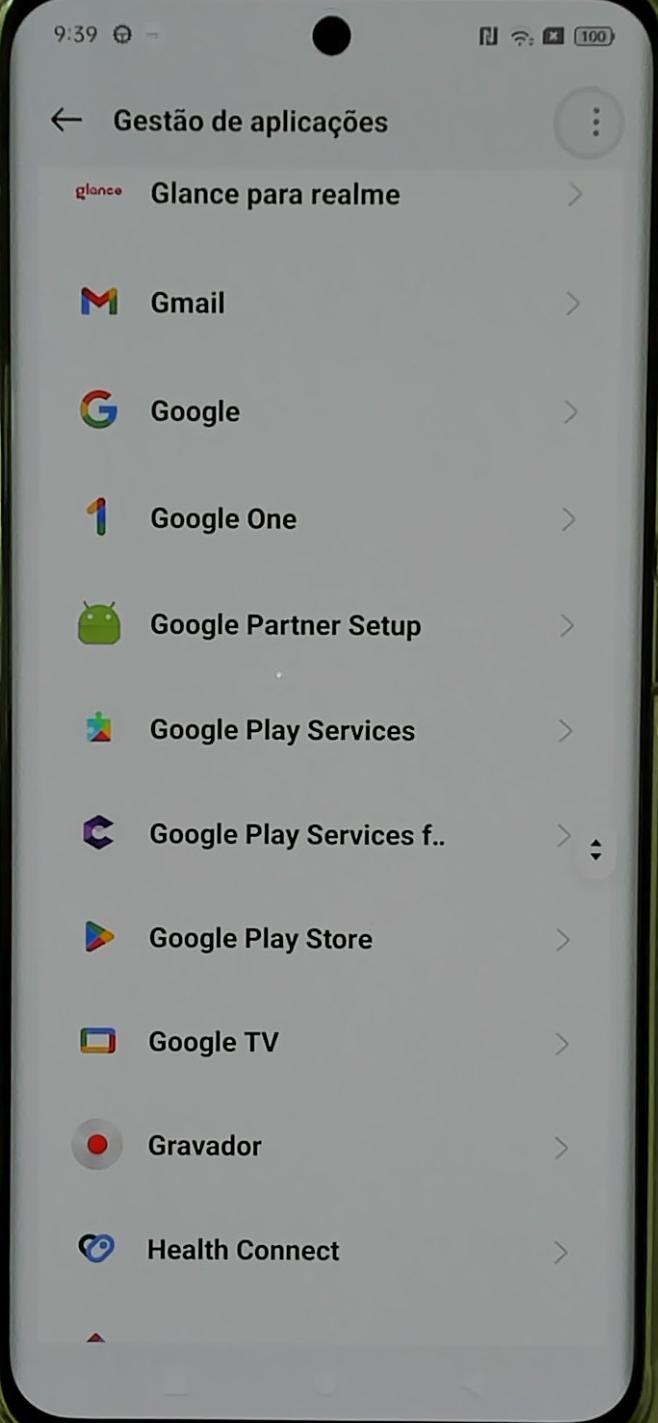 9:39
100
Gestão de aplicações
glance Glance para realme
Gmail
Google
Google One
Google Partner Setup
Google Play Services
Google Play Services f..
Google Play Store
Google TV
Gravador
Health Connect